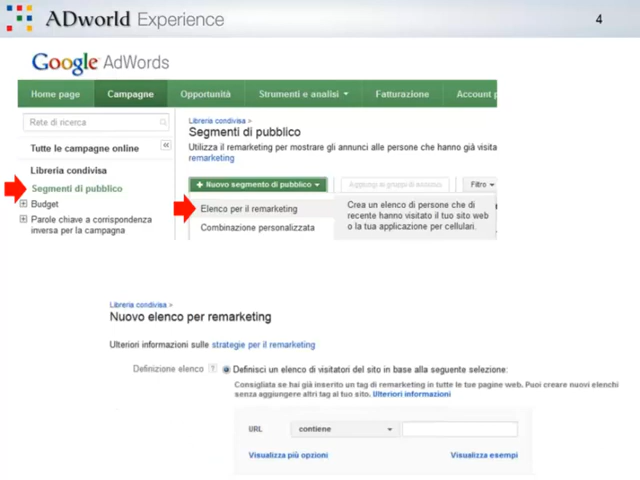 ADworld Experience
4
Google AdWords
Home page Campagne Opportunità Strumenti e analisi Fatturazione Account p
Rete di ricerca
Tutte le campagne online
Libreria condivisa
Segmenti di pubblico
Budget
Parole chiave a corrispondenza
inversa per la campagna
Libreria condivisa >
Segmenti di pubblico
Utilizza il remarketing per mostrare gli annunci alle persone che hanno già visita
remarketing
+ Nuovo segmento di pubblico Aggiungi ai gruppi di annunci Filtro
Elenco per il remarketing
Combinazione personalizzata
Crea un elenco di persone che di
recente hanno visitato il tuo sito web
o la tua applicazione per cellulari.
Libreria condivisa >
Nuovo elenco per remarketing
Ulteriori informazioni sulle strategie per il remarketing
Definizione elenco ? Definisci un elenco di visitatori del sito in base alla seguente selezione:
Consigliata se hai già inserito un tag di remarketing in tutte le tue pagine web. Puoi creare nuovi elenchi
senza aggiungere altri tag al tuo sito. Ulteriori informazioni
URL contiene
Visualizza più opzioni Visualizza esempi